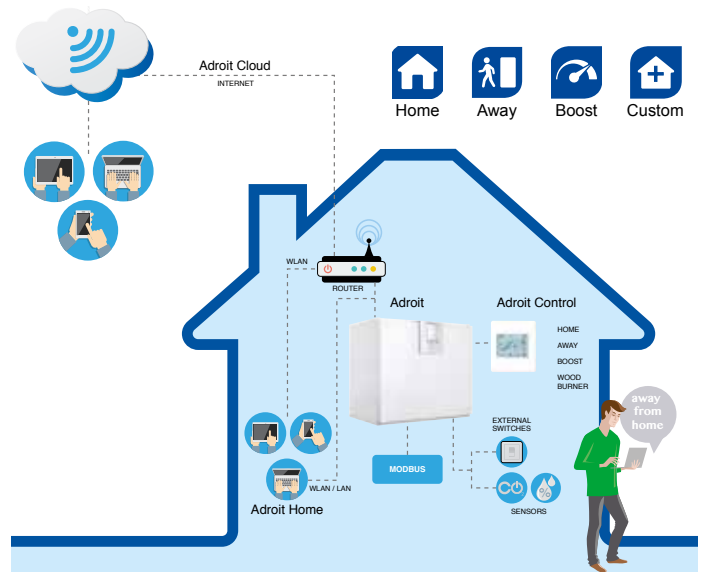 Adroit Cloud
INTERNET
Home
Away
Boost
Custom
WLAN
ROUTER
Adroit
Adroit Control
HOME
AWAY
BOOST
WOOD
BURNER
away
from
home
EXTERNAL
SWITCHES
MODBUS
WLAN / LAN
Adroit Home
SENSORS